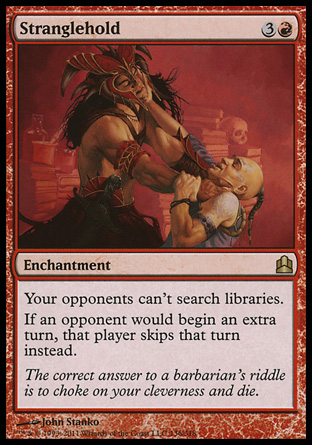 Stranglehold 3
Enchantment
Your opponents can't search libraries.
If an opponent would begin an extra
turn, that player skips that turn
instead.
The correct answer to a barbarian's riddle
is to choke on your cleverness and die.
John Stanko